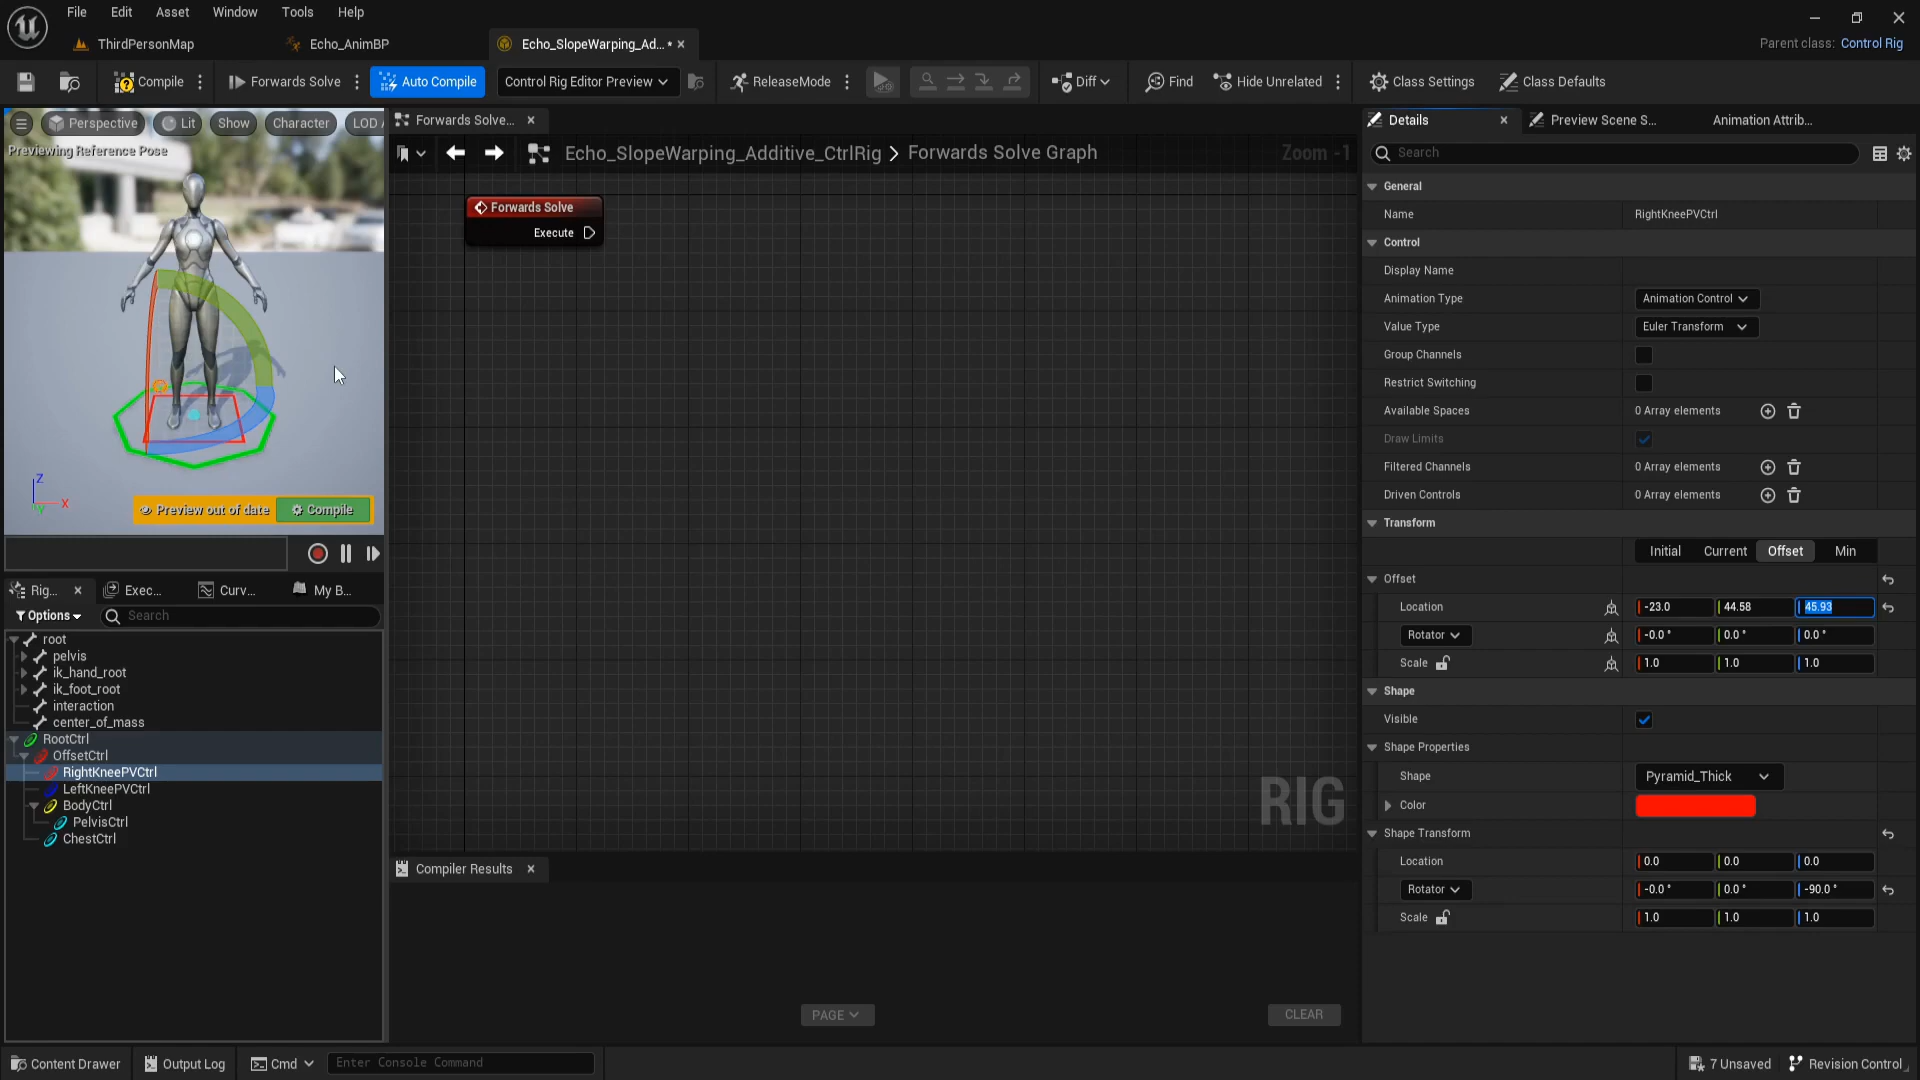 File Edit Asset Window Tools Help
ThirdPersonMap
Echo_AnimBP
Echo_SlopeWarping_Ad... *
Parent class: Control Rig
Compile
Forwards Solve
Auto Compile
Control Rig Editor Preview
ReleaseMode
Diff
Find
Hide Unrelated
Class Settings
Class Defaults
Perspective
Lit
Show
Character
LOD
Previewing Reference Pose
Z
X
Y
Preview out of date
Compile
Forwards Solve...
Echo_SlopeWarping_Additive_CtrlRig > Forwards Solve Graph
Zoom -1
Forwards Solve
Execute
RIG
Rig...
Exec...
Curv...
My B...
Options
Search
root
pelvis
ik_hand_root
ik_foot_root
interaction
center_of_mass
RootCtrl
OffsetCtrl
RightKneePVCtrl
LeftKneePVCtrl
BodyCtrl
PelvisCtrl
ChestCtrl
Compiler Results
PAGE
CLEAR
Details
Preview Scene S...
Animation Attrib...
Search
General
Name RightKneePVCtrl
Control
Display Name
Animation Type Animation Control
Value Type Euler Transform
Group Channels
Restrict Switching
Available Spaces 0 Array elements
Draw Limits
Filtered Channels 0 Array elements
Driven Controls 0 Array elements
Transform
Initial Current Offset Min
Offset
Location -23.0 44.58 45.93
Rotator -0.0 ° 0.0 ° 0.0 °
Scale 1.0 1.0 1.0
Shape
Visible
Shape Properties
Shape Pyramid_Thick
Color
Shape Transform
Location 0.0 0.0 0.0
Rotator -0.0 ° 0.0 ° -90.0 °
Scale 1.0 1.0 1.0
Content Drawer
Output Log
Cmd
Enter Console Command
7 Unsaved
Revision Control